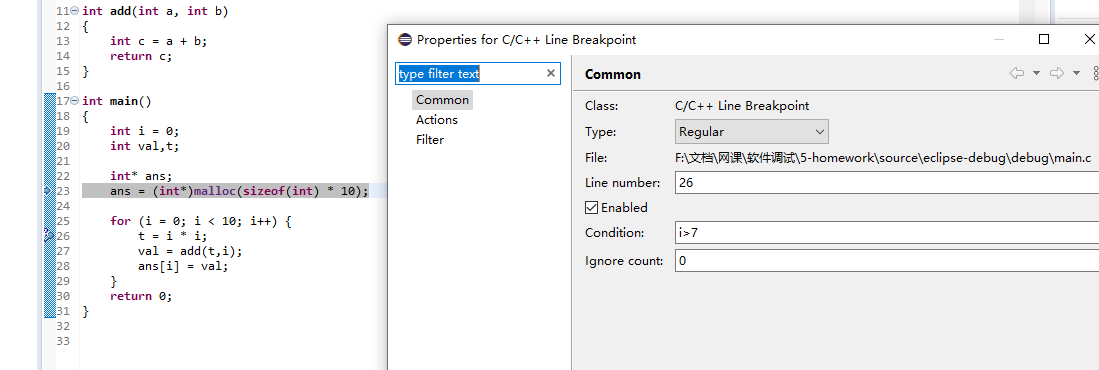 11 int add(int a, int b)
12 {
13     int c = a + b;
14     return c;
15 }
16
17 int main()
18 {
19     int i = 0;
20     int val,t;
21
22     int* ans;
23     ans = (int*)malloc(sizeof(int) * 10);
24
25     for (i = 0; i < 10; i++) {
26         t = i * i;
27         val = add(t,i);
28         ans[i] = val;
29     }
30     return 0;
31 }
32
33
Properties for C/C++ Line Breakpoint
type filter text
Common
Actions
Filter
Common
Class: C/C++ Line Breakpoint
Type: Regular
File: F:\文档\网课\软件调试\5-homework\source\eclipse-debug\debug\main.c
Line number: 26
Enabled
Condition: i>7
Ignore count: 0